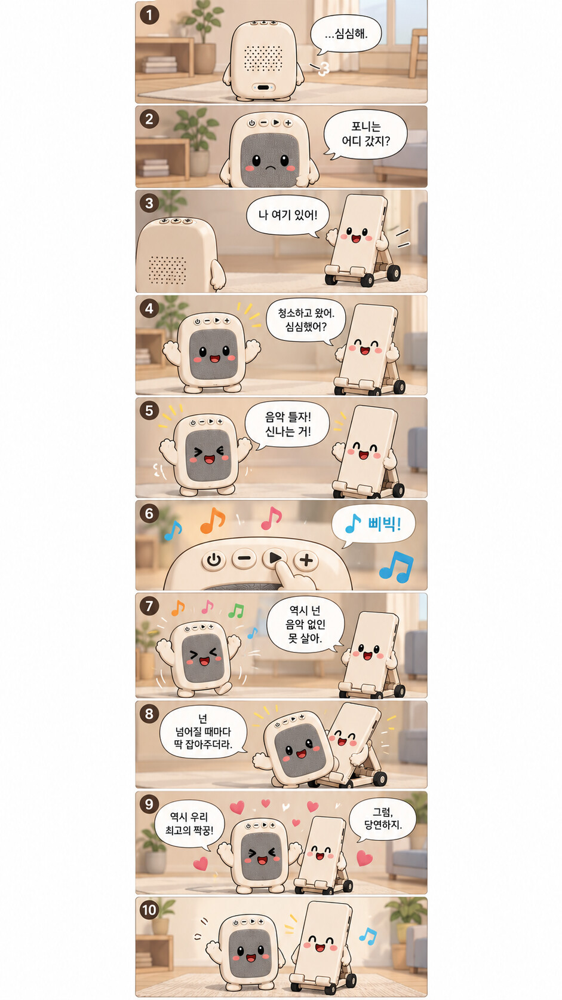 1
...심심해.
2
포니는
어디 갔지?
3
나 여기 있어!
4
청소하고 왔어.
심심했어?
5
음악 틀자!
신나는 거!
6
삐빅!
7
역시 넌
음악 없인
못 살아.
8
넌
넘어질 때마다
딱 잡아주더라.
9
역시 우리
최고의 짝꿍!
그럼,
당연하지.
10